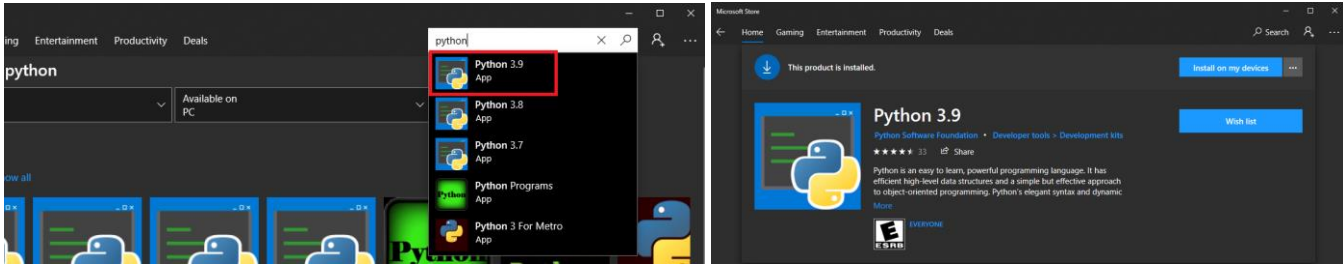 ing Entertainment Productivity Deals
python
python
Available on
PC
Python 3.9
App
Python 3.8
App
Python 3.7
App
Python Programs
App
Python 3 For Metro
App
ow all
Python
Microsoft Store
Home Gaming Entertainment Productivity Deals
Search
This product is installed.
Install on my devices
Python 3.9
Wish list
Python Software Foundation • Developer tools > Development kits
33 Share
Python is an easy to learn, powerful programming language. It has
efficient high-level data structures and a simple but effective approach
to object-oriented programming. Python's elegant syntax and dynamic
More
E
EVERYONE
ESRB